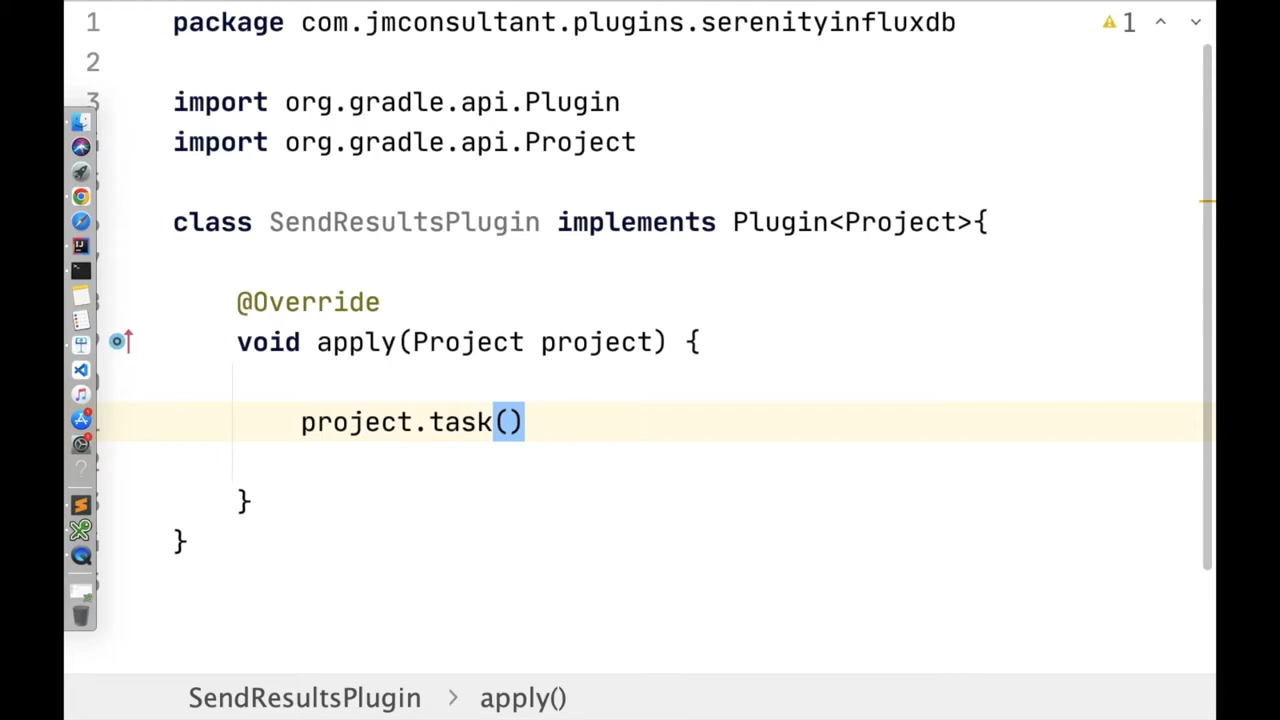 1 package com.jmconsultant.plugins.serenityinfluxdb 1
2
3 import org.gradle.api.Plugin
import org.gradle.api.Project
class SendResultsPlugin implements Plugin<Project>{
@Override
void apply(Project project) {
project.task()
}
}
SendResultsPlugin > apply()